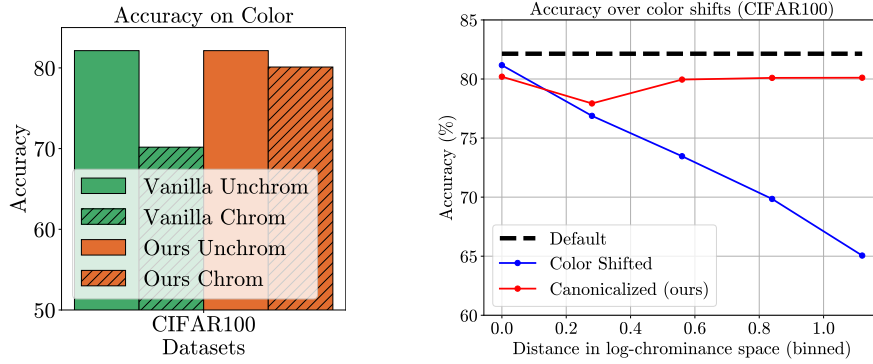 Accuracy on Color
Accuracy
80
70
60
50
Vanilla Unchrom
Vanilla Chrom
Ours Unchrom
Ours Chrom
CIFAR100
Datasets
Accuracy over color shifts (CIFAR100)
Accuracy (%)
85
80
75
70
65
60
Default
Color Shifted
Canonicalized (ours)
0.0 0.2 0.4 0.6 0.8 1.0
Distance in log-chrominance space (binned)